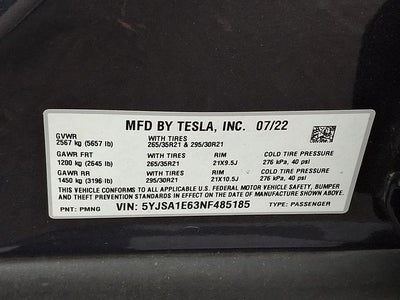 MFD BY TESLA, INC. 07/22
GVWR WITH TIRES
2567 kg (5657 lb) 265/35R21 & 295/30R21
GAWR FRT WITH TIRES RIM COLD TIRE PRESSURE
1200 kg (2645 lb) 265/35R21 21X9.5J 276 kPa, 40 psi
GAWR RR WITH TIRES RIM COLD TIRE PRESSURE
1450 kg (3196 lb) 295/30R21 21X10.5J 276 kPa, 40 psi
THIS VEHICLE CONFORMS TO ALL APPLICABLE U.S. FEDERAL MOTOR VEHICLE SAFETY, BUMPER,
AND THEFT PREVENTION STANDARDS IN EFFECT ON THE DATE OF MANUFACTURE SHOWN ABOVE.
PNT: PMNG VIN: 5YJSA1E63NF485185 TYPE: PASSENGER